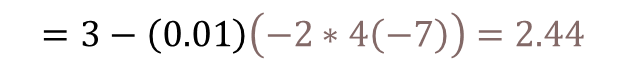 = 3 − (0.01)(−2 ∗ 4(−7)) = 2.44